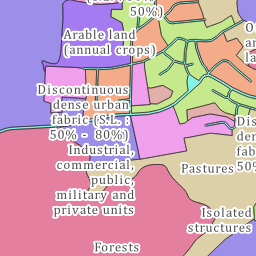 50%)
Arable land
(annual crops)
Discontinuous
dense urban
fabric (S.L. :
50% - 80%)
Industrial,
commercial,
public,
military and
private units
Pastures
50%
Isolated
structures
Forests